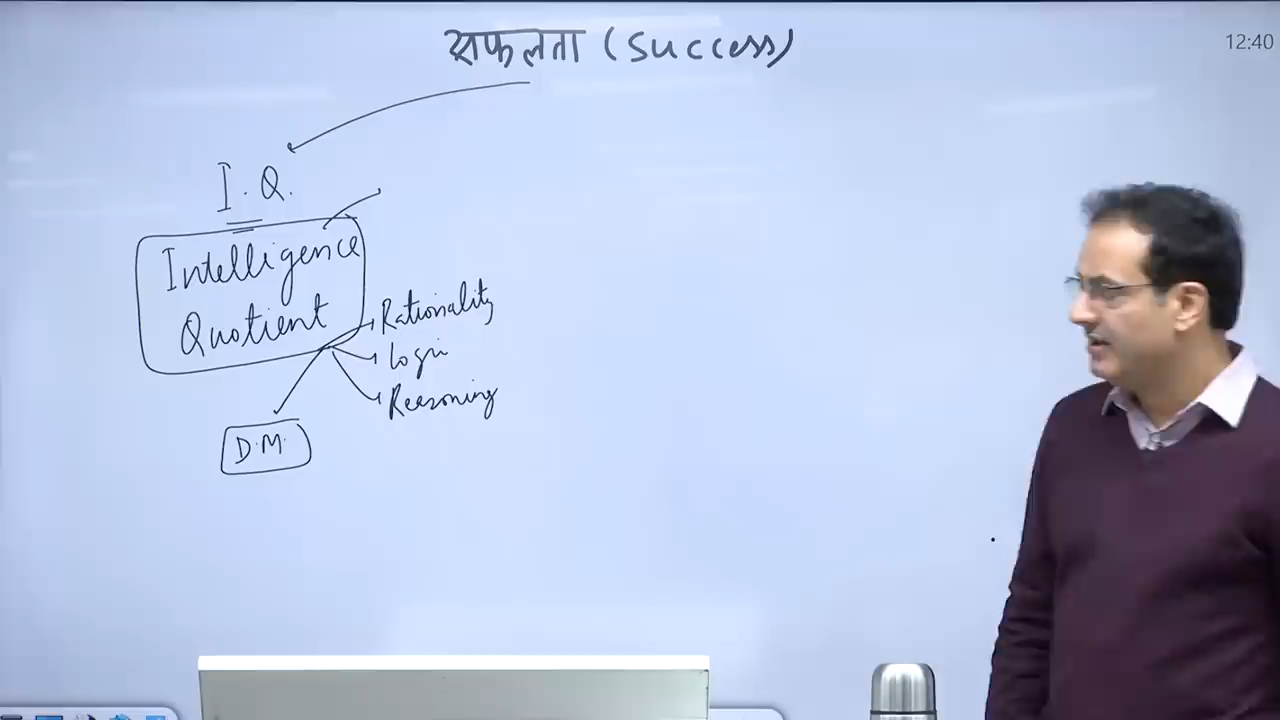 सफलता (Success)
12:40
I.Q.
Intelligence
Quotient
Rationality
Logic
Reasoning
D.M.